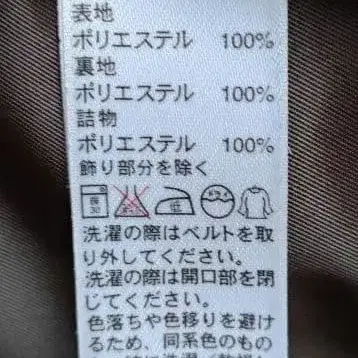 表地
ポリエステル 100%
裏地
ポリエステル 100%
詰物
ポリエステル 100%
飾り部分を除く
弱 30 低
洗濯の際はベルトを取
り外してください。
洗濯の際は開口部を閉
じてください。
色落ちや色移りを避け
るため、同系色のもの